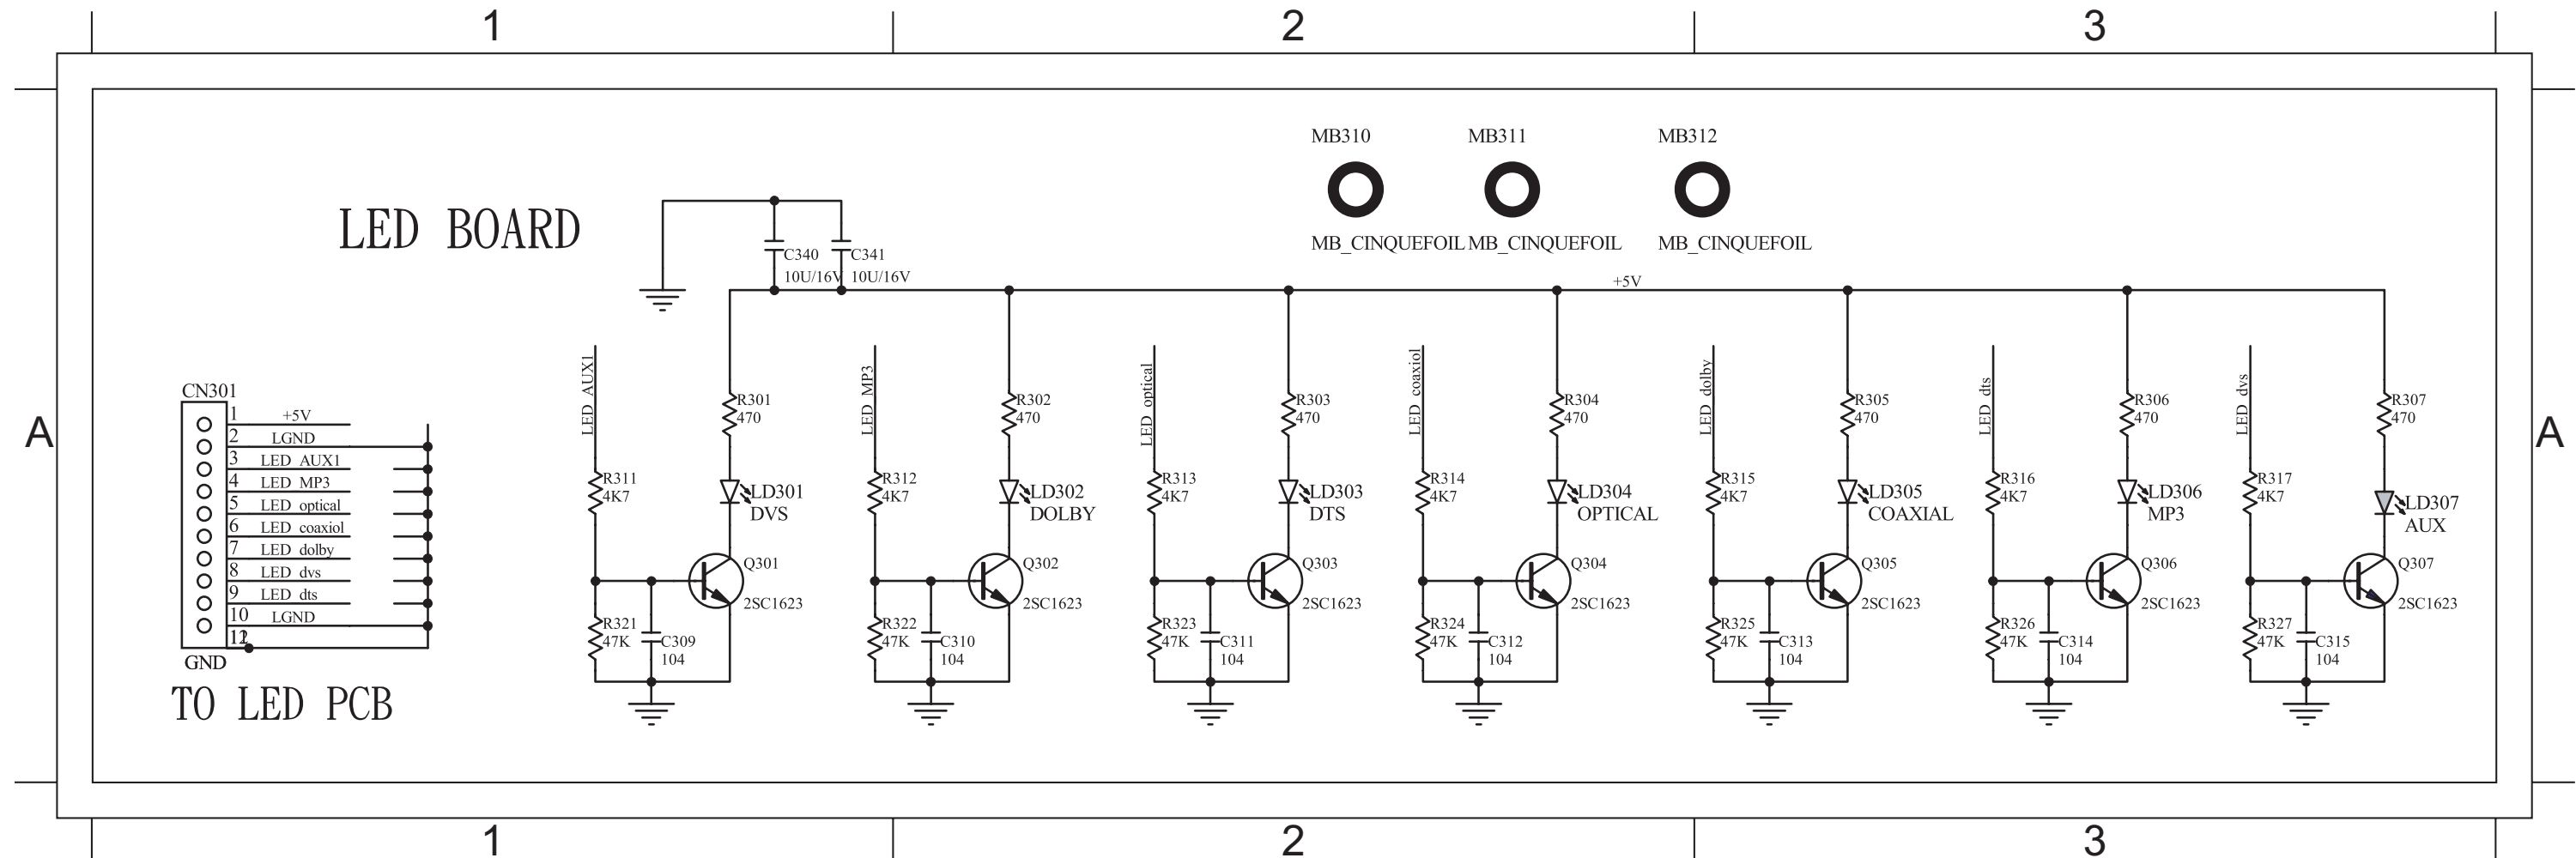 1 2 3
MB310 MB311 MB312
LED BOARD
MB_CINQUEFOIL MB_CINQUEFOIL MB_CINQUEFOIL
C340 C341
10U/16V 10U/16V
+5V
A A
CN301
1 +5V
2 LGND
3 LED_AUX1
4 LED_MP3
5 LED_optical
6 LED_coaxiol
7 LED_dolby
8 LED_dvs
9 LED_dts
10 LGND
11
12
GND
TO LED PCB
LED_AUX1
R301
470
R311
4K7
LD301
DVS
Q301
2SC1623
R321
47K
C309
104
LED_MP3
R302
470
R312
4K7
LD302
DOLBY
Q302
2SC1623
R322
47K
C310
104
LED_optical
R303
470
R313
4K7
LD303
DTS
Q303
2SC1623
R323
47K
C311
104
LED_coaxiol
R304
470
R314
4K7
LD304
OPTICAL
Q304
2SC1623
R324
47K
C312
104
LED_dolby
R305
470
R315
4K7
LD305
COAXIAL
Q305
2SC1623
R325
47K
C313
104
LED_dts
R306
470
R316
4K7
LD306
MP3
Q306
2SC1623
R326
47K
C314
104
LED_dvs
R307
470
R317
4K7
LD307
AUX
Q307
2SC1623
R327
47K
C315
104
1 2 3